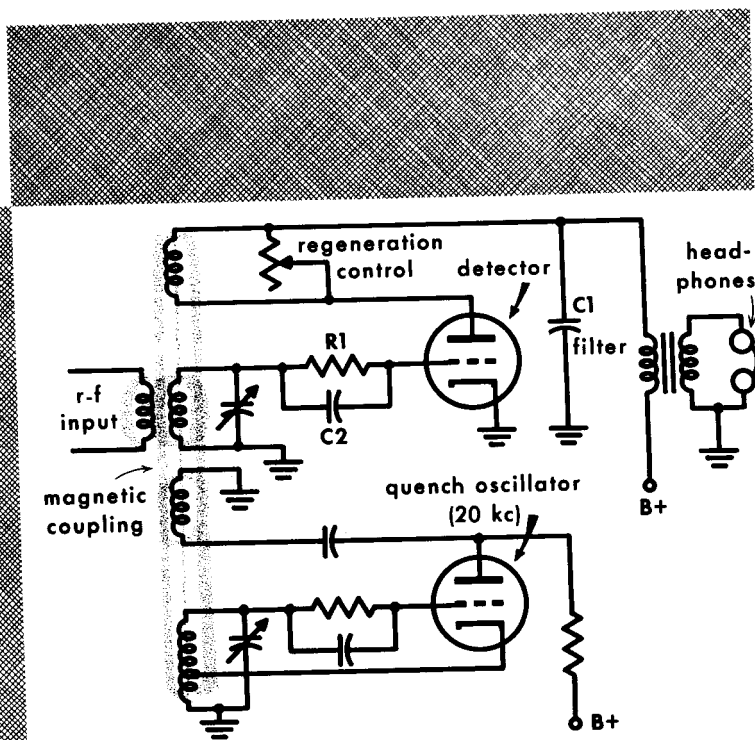 regeneration
control
detector
head-
phones
C1
filter
R1
C2
r-f
input
magnetic
coupling
quench oscillator
(20 kc)
B+
B+